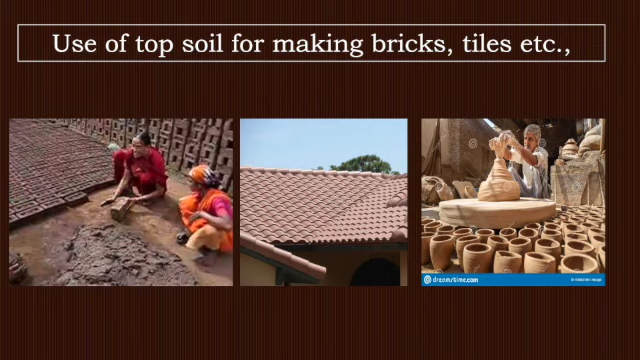 Use of top soil for making bricks, tiles etc.,
dreamstime.com